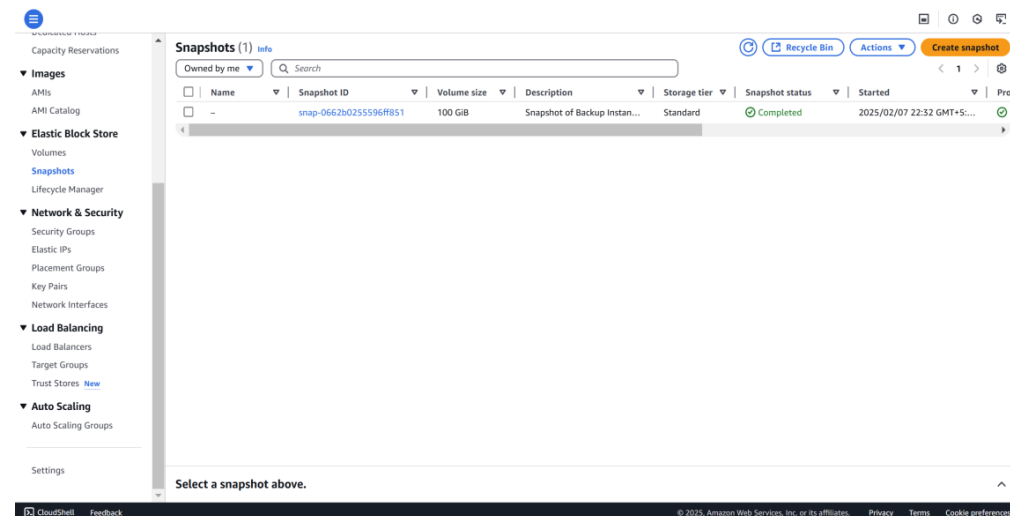 Capacity Reservations
Images
AMIs
AMI Catalog
Elastic Block Store
Volumes
Snapshots
Lifecycle Manager
Network & Security
Security Groups
Elastic IPs
Placement Groups
Key Pairs
Network Interfaces
Load Balancing
Load Balancers
Target Groups
Trust Stores New
Auto Scaling
Auto Scaling Groups
Settings
Snapshots (1) Info
Recycle Bin
Actions
Create snapshot
Owned by me
Search
1
Name Snapshot ID Volume size Description Storage tier Snapshot status Started Pro
– snap-0662b0255596ff851 100 GiB Snapshot of Backup Instan... Standard Completed 2025/02/07 22:32 GMT+5:...
Select a snapshot above.
CloudShell Feedback © 2025, Amazon Web Services, Inc. or its affiliates. Privacy Terms Cookie preferences